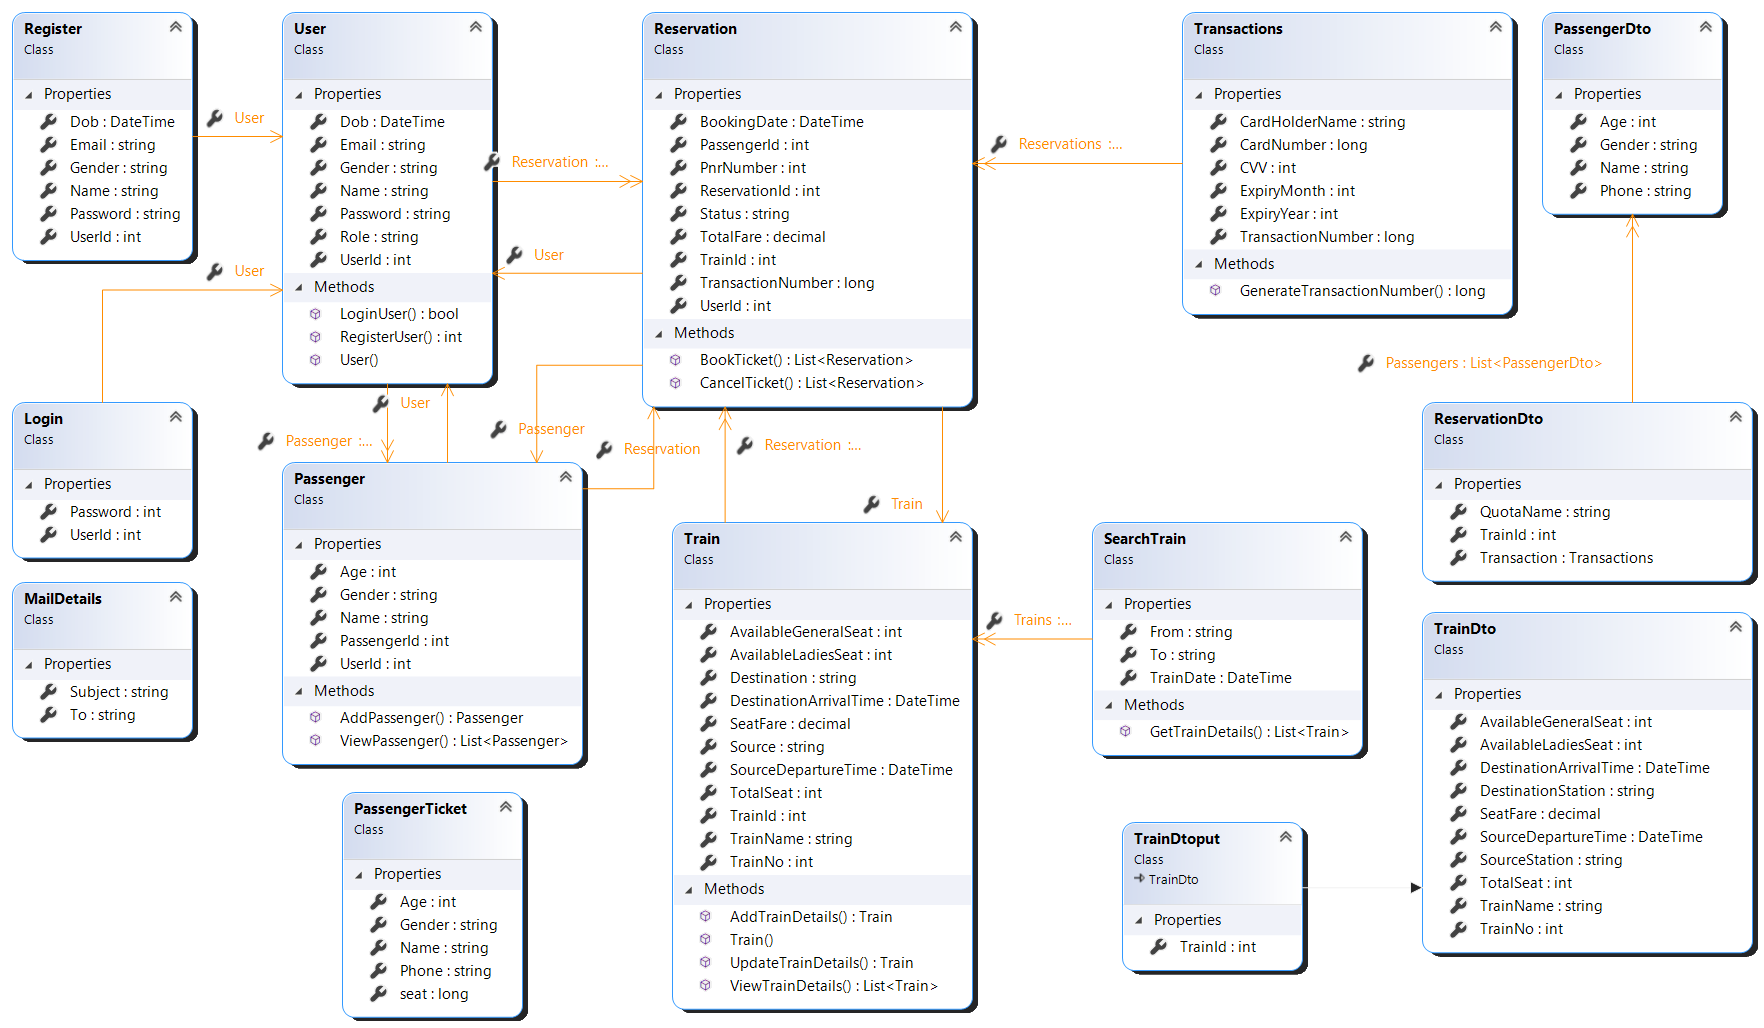 Register
Class
Properties
Dob : DateTime
Email : string
Gender : string
Name : string
Password : string
UserId : int
User
User
Class
Properties
Dob : DateTime
Email : string
Gender : string
Name : string
Password : string
Role : string
UserId : int
Methods
LoginUser() : bool
RegisterUser() : int
User()
Reservation :...
User
Reservation
Class
Properties
BookingDate : DateTime
PassengerId : int
PnrNumber : int
ReservationId : int
Status : string
TotalFare : decimal
TrainId : int
TransactionNumber : long
UserId : int
Methods
BookTicket() : List<Reservation>
CancelTicket() : List<Reservation>
Reservations :...
Transactions
Class
Properties
CardHolderName : string
CardNumber : long
CVV : int
ExpiryMonth : int
ExpiryYear : int
TransactionNumber : long
Methods
GenerateTransactionNumber() : long
PassengerDto
Class
Properties
Age : int
Gender : string
Name : string
Phone : string
Passengers : List<PassengerDto>
User
Login
Class
Properties
Password : int
UserId : int
User
Passenger :...
Passenger
Reservation
Reservation :...
Train
ReservationDto
Class
Properties
QuotaName : string
TrainId : int
Transaction : Transactions
MailDetails
Class
Properties
Subject : string
To : string
Passenger
Class
Properties
Age : int
Gender : string
Name : string
PassengerId : int
UserId : int
Methods
AddPassenger() : Passenger
ViewPassenger() : List<Passenger>
Train
Class
Properties
AvailableGeneralSeat : int
AvailableLadiesSeat : int
Destination : string
DestinationArrivalTime : DateTime
SeatFare : decimal
Source : string
SourceDepartureTime : DateTime
TotalSeat : int
TrainId : int
TrainName : string
TrainNo : int
Methods
AddTrainDetails() : Train
Train()
UpdateTrainDetails() : Train
ViewTrainDetails() : List<Train>
Trains :...
SearchTrain
Class
Properties
From : string
To : string
TrainDate : DateTime
Methods
GetTrainDetails() : List<Train>
TrainDto
Class
Properties
AvailableGeneralSeat : int
AvailableLadiesSeat : int
DestinationArrivalTime : DateTime
DestinationStation : string
SeatFare : decimal
SourceDepartureTime : DateTime
SourceStation : string
TotalSeat : int
TrainName : string
TrainNo : int
PassengerTicket
Class
Properties
Age : int
Gender : string
Name : string
Phone : string
seat : long
TrainDtoput
Class
TrainDto
Properties
TrainId : int